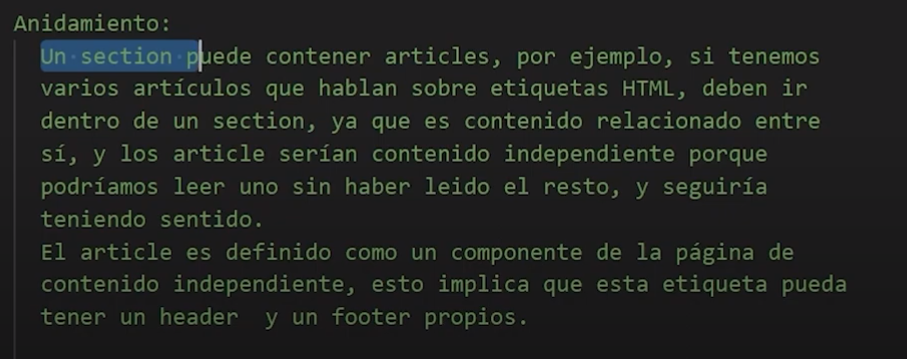 Anidamiento:
Un section puede contener articles, por ejemplo, si tenemos
varios artículos que hablan sobre etiquetas HTML, deben ir
dentro de un section, ya que es contenido relacionado entre
sí, y los article serían contenido independiente porque
podríamos leer uno sin haber leido el resto, y seguiría
teniendo sentido.
El article es definido como un componente de la página de
contenido independiente, esto implica que esta etiqueta pueda
tener un header  y un footer propios.